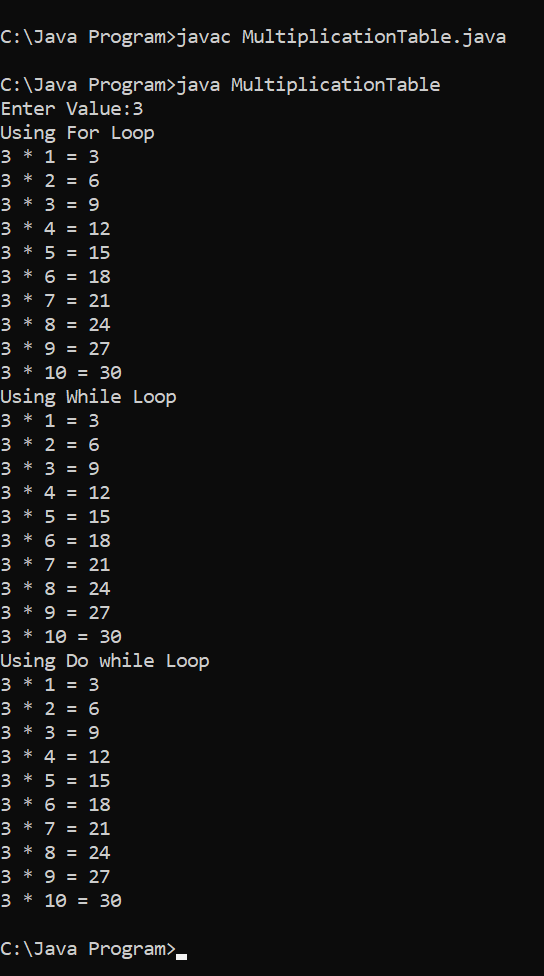 C:\Java Program>javac MultiplicationTable.java
C:\Java Program>java MultiplicationTable
Enter Value:3
Using For Loop
3 * 1 = 3
3 * 2 = 6
3 * 3 = 9
3 * 4 = 12
3 * 5 = 15
3 * 6 = 18
3 * 7 = 21
3 * 8 = 24
3 * 9 = 27
3 * 10 = 30
Using While Loop
3 * 1 = 3
3 * 2 = 6
3 * 3 = 9
3 * 4 = 12
3 * 5 = 15
3 * 6 = 18
3 * 7 = 21
3 * 8 = 24
3 * 9 = 27
3 * 10 = 30
Using Do while Loop
3 * 1 = 3
3 * 2 = 6
3 * 3 = 9
3 * 4 = 12
3 * 5 = 15
3 * 6 = 18
3 * 7 = 21
3 * 8 = 24
3 * 9 = 27
3 * 10 = 30
C:\Java Program>